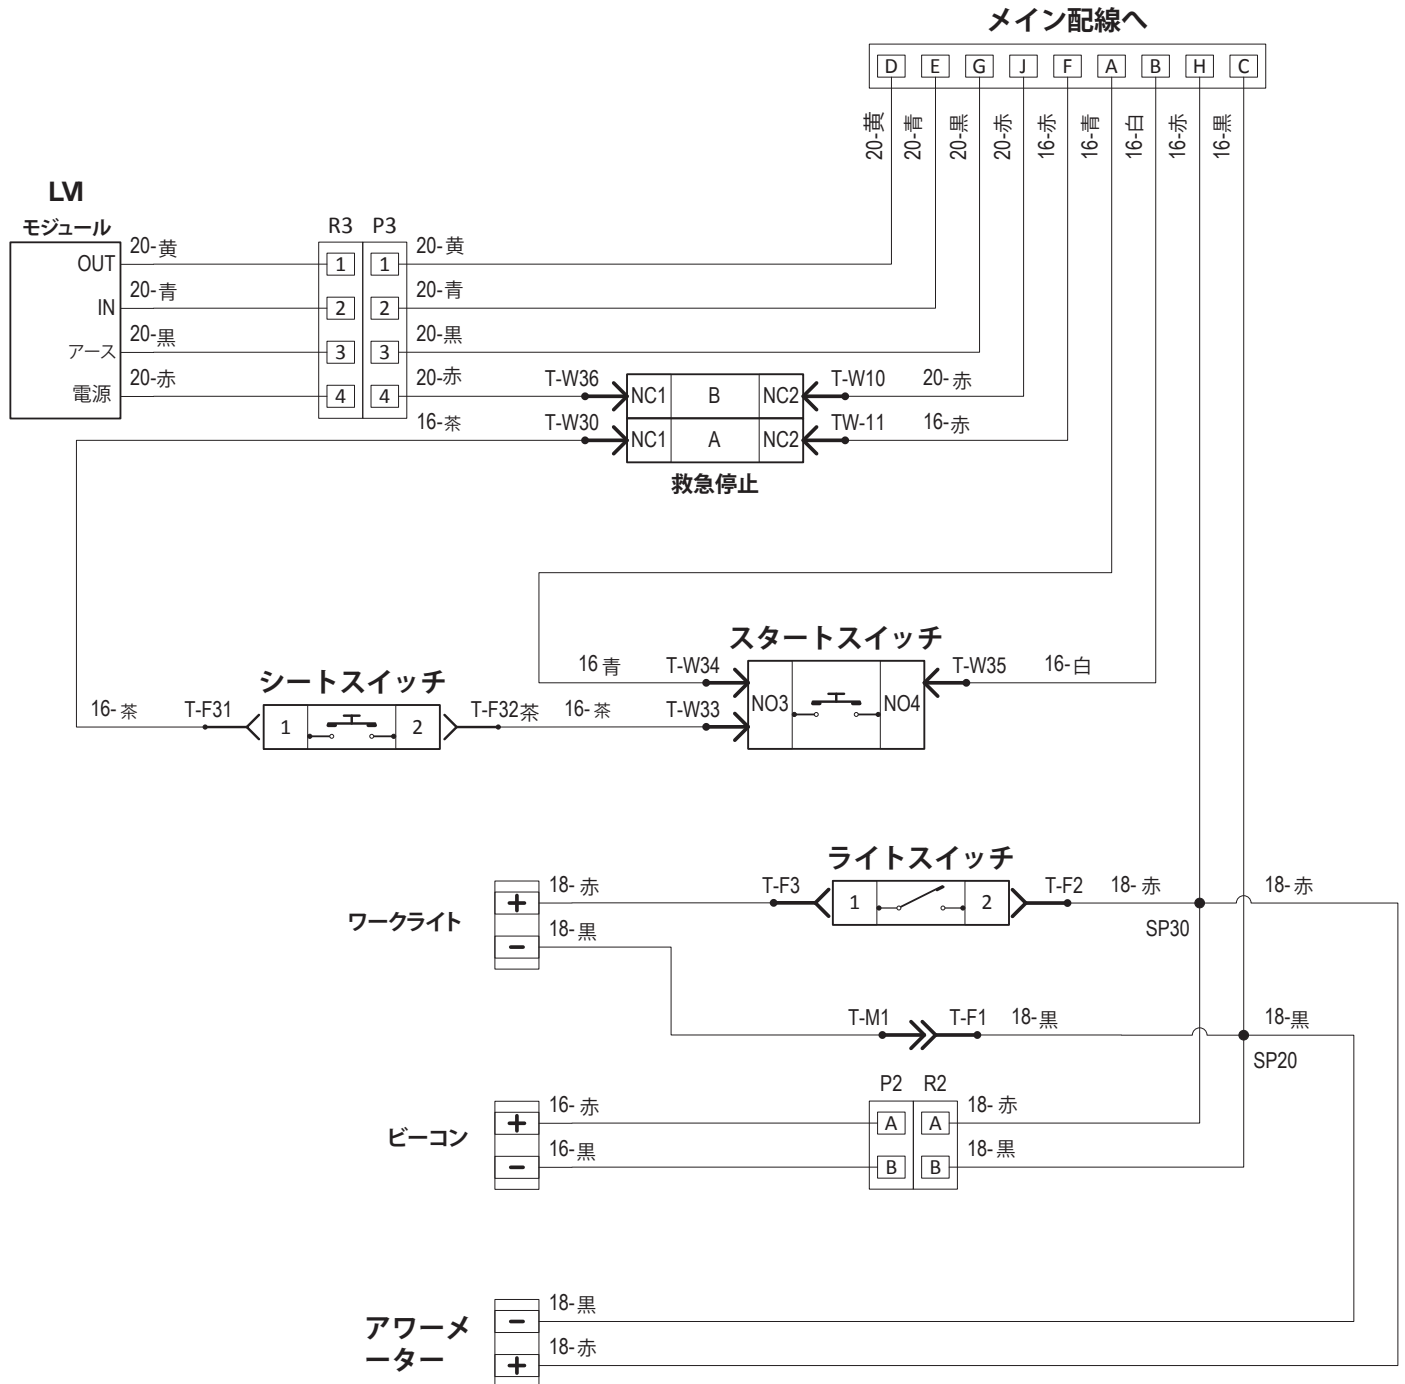 メイン配線へ
D E G J F A B H C
20-黄
20-青
20-黒
20-赤
16-赤
16-青
16-白
16-赤
16-黒
LVI
モジュール
R3 P3
OUT 20-黄 1 1 20-黄
IN 20-青 2 2 20-青
アース 20-黒 3 3 20-黒
電源 20-赤 4 4 20-赤 T-W36 NC1 B NC2 T-W10 20-赤
16-茶 T-W30 NC1 A NC2 TW-11 16-赤
救急停止
スタートスイッチ
16 青 T-W34 NO3 NO4 T-W35 16-白
シートスイッチ
16-茶 T-F31 1 2 T-F32茶 16-茶 T-W33
ライトスイッチ
ワークライト
+ 18-赤 T-F3 1 2 T-F2 18-赤 18-赤
SP30
- 18-黒
T-M1 T-F1 18-黒 18-黒
SP20
P2 R2
ビーコン
+ 16-赤 A A 18-赤
- 16-黒 B B 18-黒
アワーメ
ーター
- 18-黒
+ 18-赤